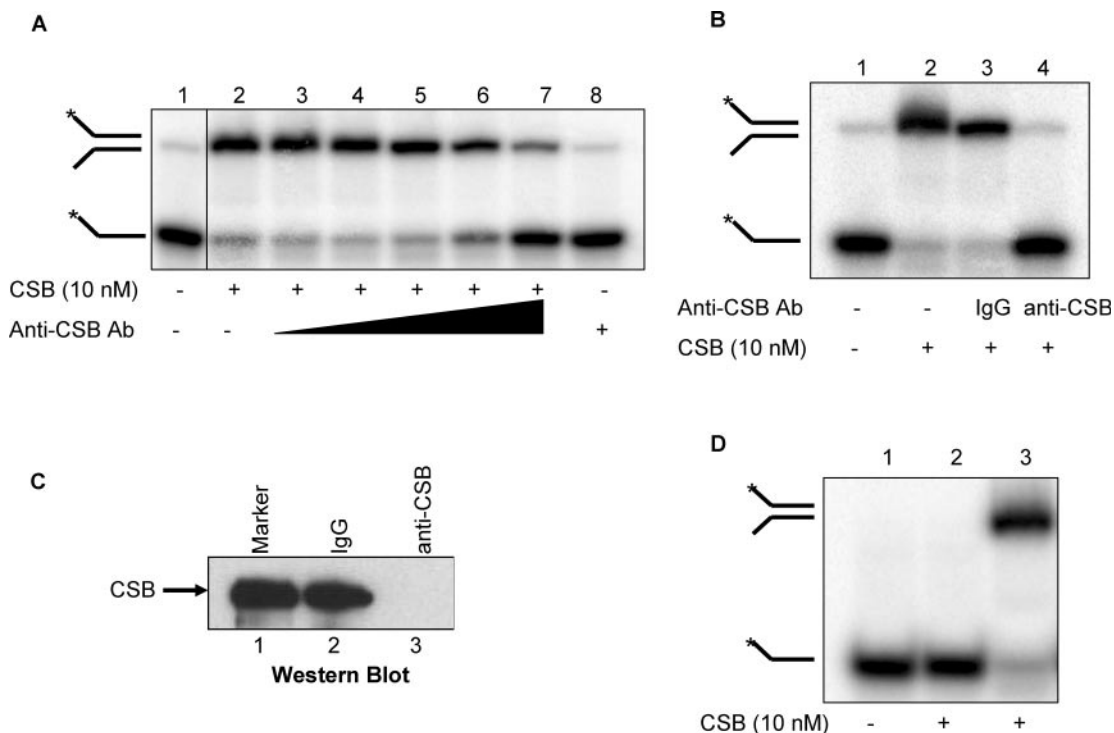 A
1 2 3 4 5 6 7 8
*
*
CSB (10 nM) - + + + + + + -
Anti-CSB Ab - - +
B
1 2 3 4
*
*
Anti-CSB Ab - - IgG anti-CSB
CSB (10 nM) - + + +
C
Marker IgG anti-CSB
CSB
1 2 3
Western Blot
D
1 2 3
*
*
CSB (10 nM) - + +